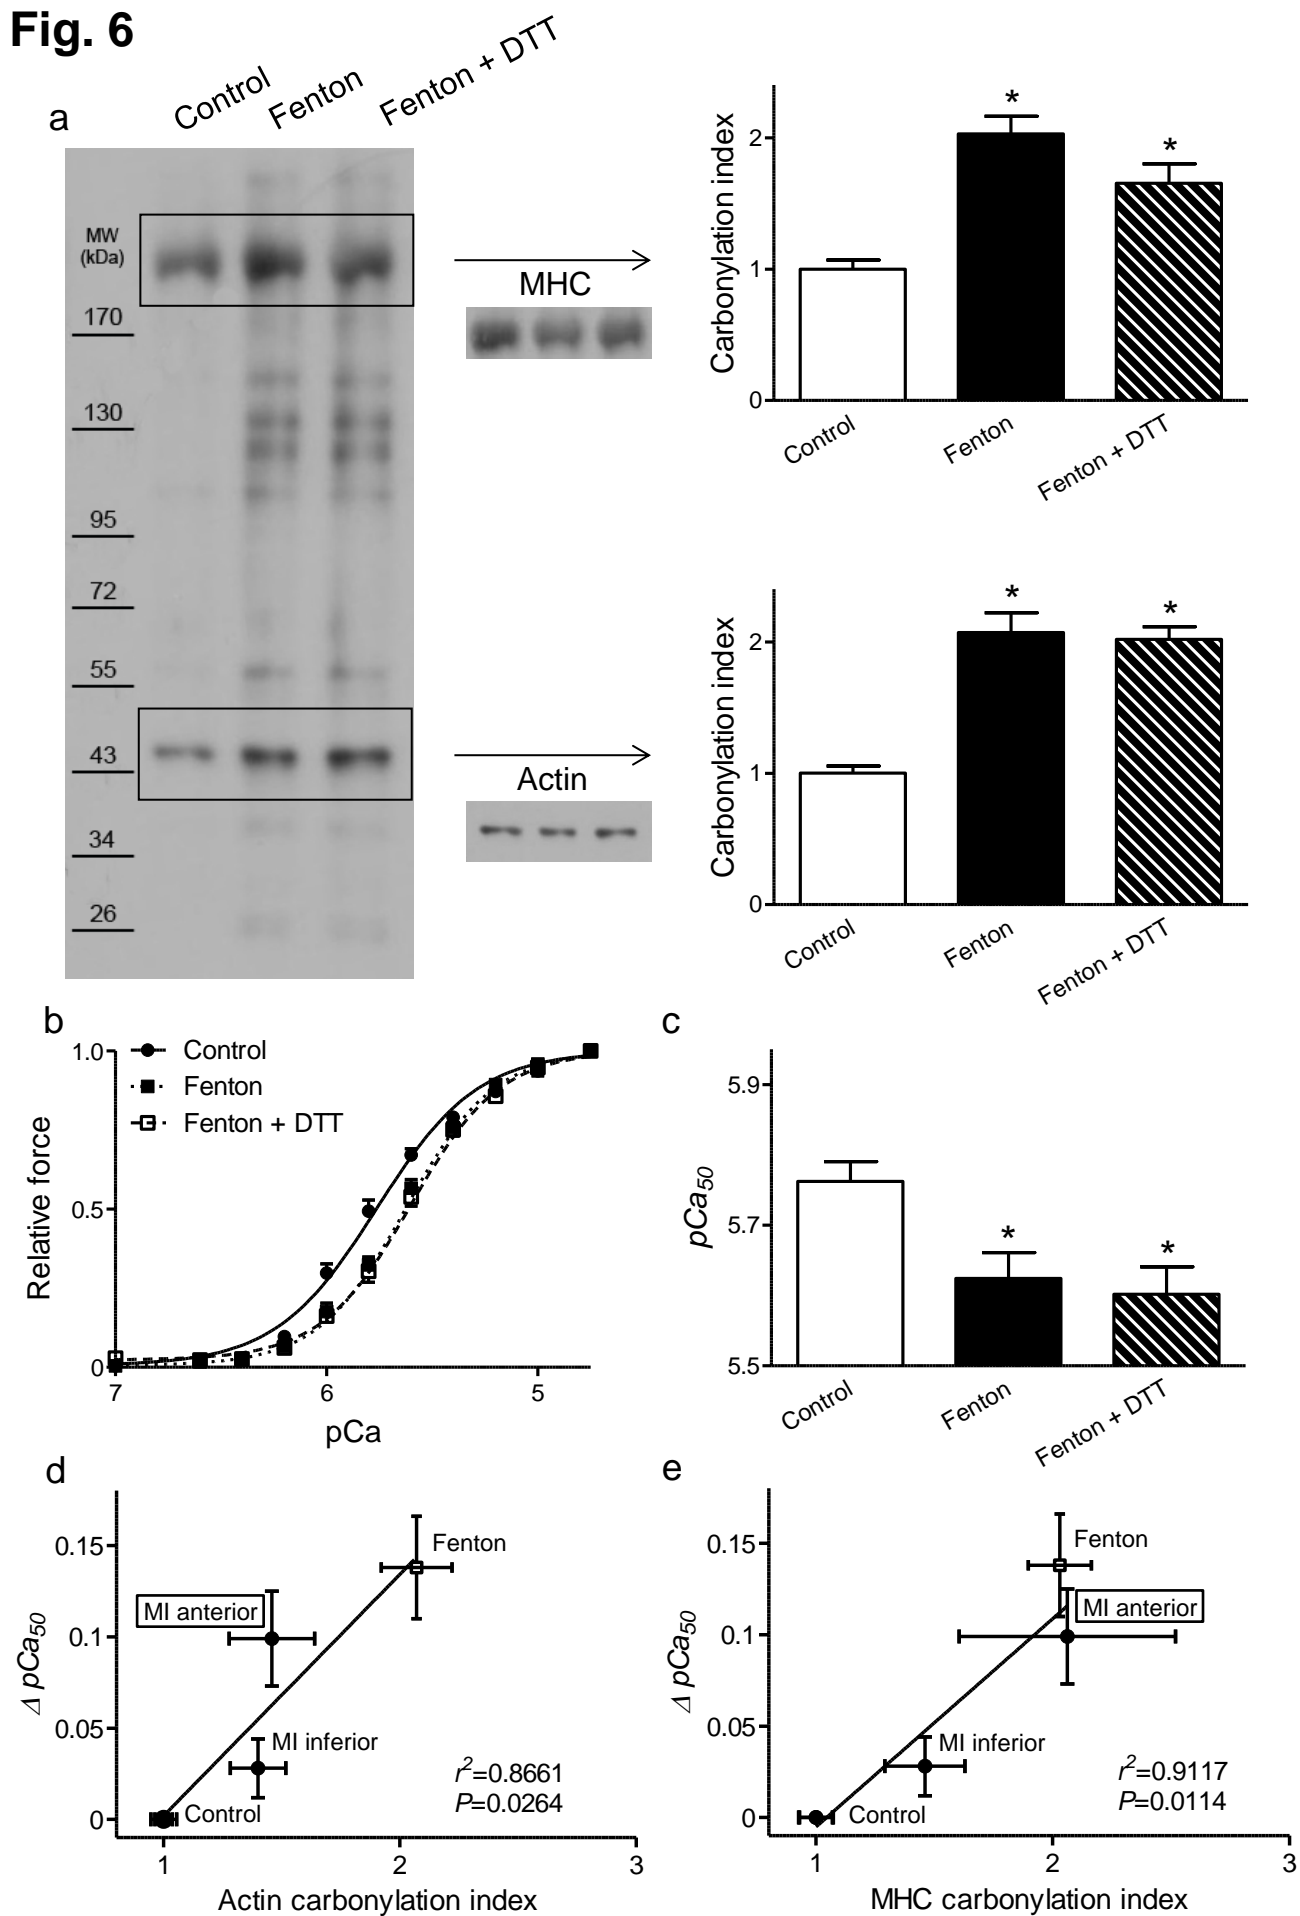 Fig. 6
a
Control
Fenton
Fenton + DTT
MW
(kDa)
170
130
95
72
55
43
34
26
MHC
Actin
Carbonylation index
2
1
0
*
*
Control
Fenton
Fenton + DTT
Carbonylation index
2
1
0
*
*
Control
Fenton
Fenton + DTT
b
Relative force
1.0
0.5
0
Control
Fenton
Fenton + DTT
7
6
5
pCa
c
pCa50
5.9
5.7
5.5
*
*
Control
Fenton
Fenton + DTT
d
Δ pCa50
0.15
0.1
0.05
0
Fenton
MI anterior
MI inferior
Control
r2=0.8661
P=0.0264
1
2
3
Actin carbonylation index
e
Δ pCa50
0.15
0.1
0.05
0
Fenton
MI anterior
MI inferior
Control
r2=0.9117
P=0.0114
1
2
3
MHC carbonylation index